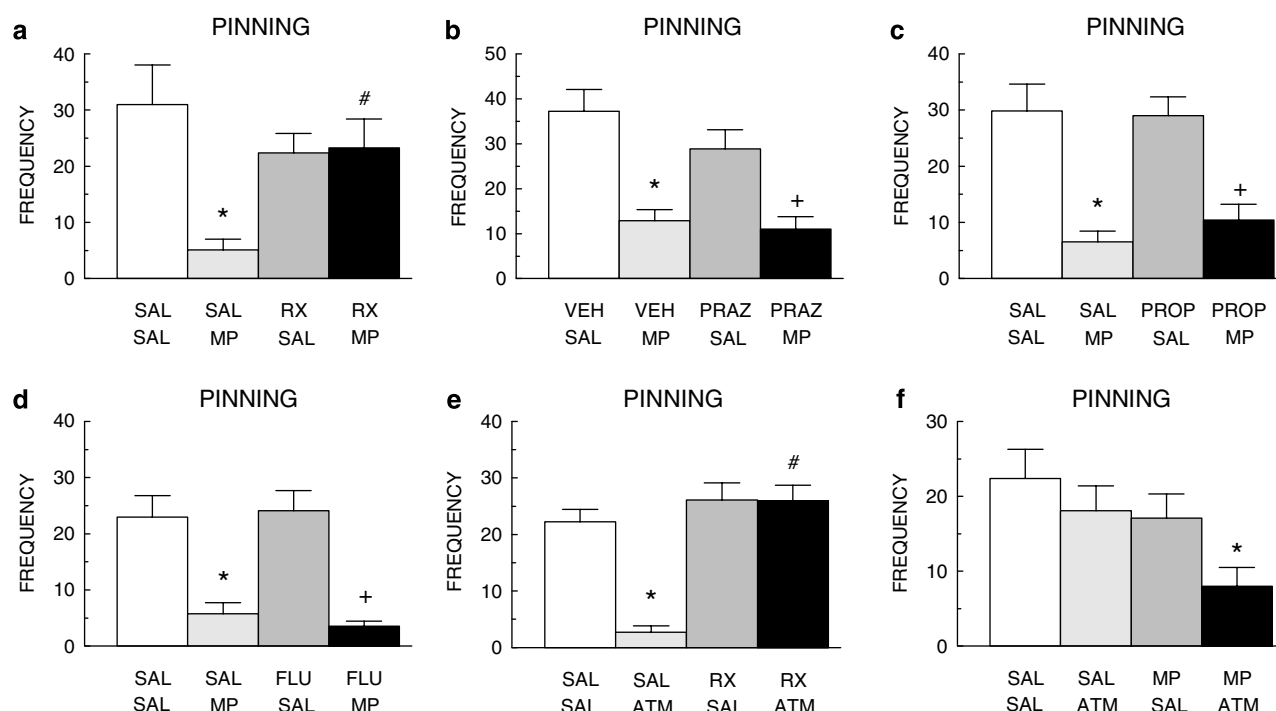 a PINNING
40
30
20
10
0
FREQUENCY
* #
SAL SAL RX RX
SAL MP SAL MP
b PINNING
50
40
30
20
10
0
FREQUENCY
* +
VEH VEH PRAZ PRAZ
SAL MP SAL MP
c PINNING
40
30
20
10
0
FREQUENCY
* +
SAL SAL PROP PROP
SAL MP SAL MP
d PINNING
40
30
20
10
0
FREQUENCY
* +
SAL SAL FLU FLU
SAL MP SAL MP
e PINNING
40
30
20
10
0
FREQUENCY
* #
SAL SAL RX RX
SAL ATM SAL ATM
f PINNING
30
20
10
0
FREQUENCY
*
SAL SAL MP MP
SAL ATM SAL ATM